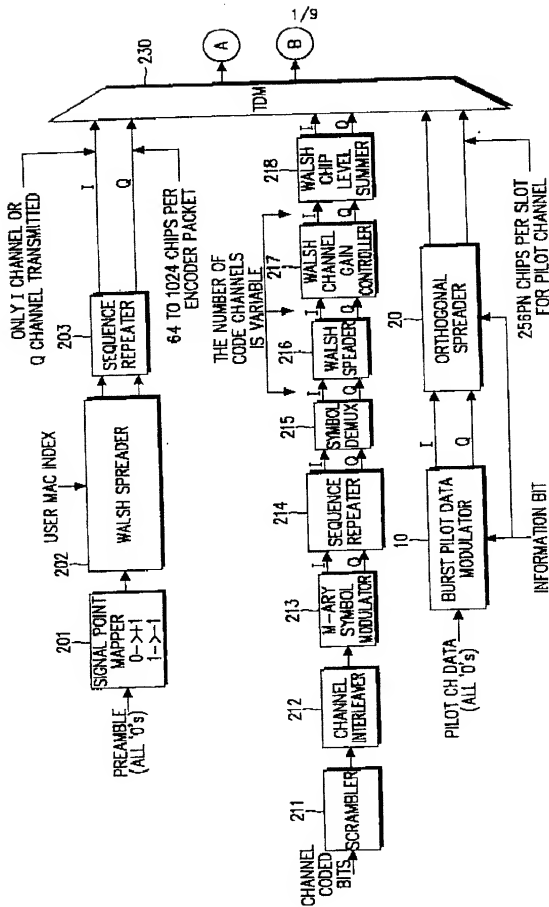 ONLY I CHANNEL OR
Q CHANNEL TRANSMITTED
USER MAC INDEX
230
A
B
5/1
TDM
201
SIGNAL POINT
MAPPER
0->+1
1->-1
PREAMBLE
(ALL '0's)
202
WALSH SPREADER
203
SEQUENCE
REPEATER
I
Q
64 TO 1024 CHIPS PER
ENCODER PACKET
THE NUMBER OF
CODE CHANNELS
IS VARIABLE
CHANNEL
CODED
BITS
211
SCRAMBLER
212
CHANNEL
INTERLEAVER
213
M-ARY
SYMBOL
MODULATOR
I
Q
214
SEQUENCE
REPEATER
I
Q
215
SYMBOL
DEMUX
I
Q
216
WALSH
SPEADER
I
Q
217
WALSH
CHANNEL
GAIN
CONTROLLER
I
Q
218
WALSH
CHIP
LEVEL
SUMMER
I
Q
PILOT CH DATA
(ALL '0's)
10
BURST PILOT DATA
MODULATOR
I
Q
20
ORTHOGONAL
SPREADER
INFORMATION BIT
256PN CHIPS PER SLOT
FOR PILOT CHANNEL